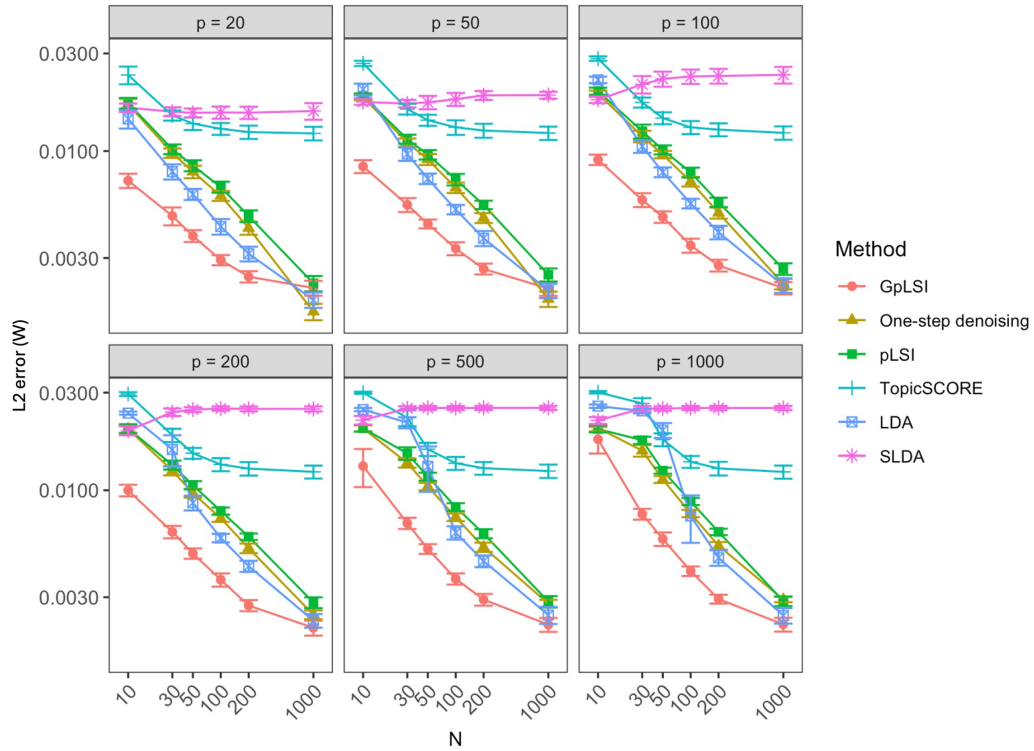 p = 20
p = 50
p = 100
0.0300
0.0100
0.0030
p = 200
p = 500
p = 1000
0.0300
0.0100
0.0030
L2 error (W)
10
30
50
100
200
1000
10
30
50
100
200
1000
10
30
50
100
200
1000
N
Method
GpLSI
One-step denoising
pLSI
TopicSCORE
LDA
SLDA